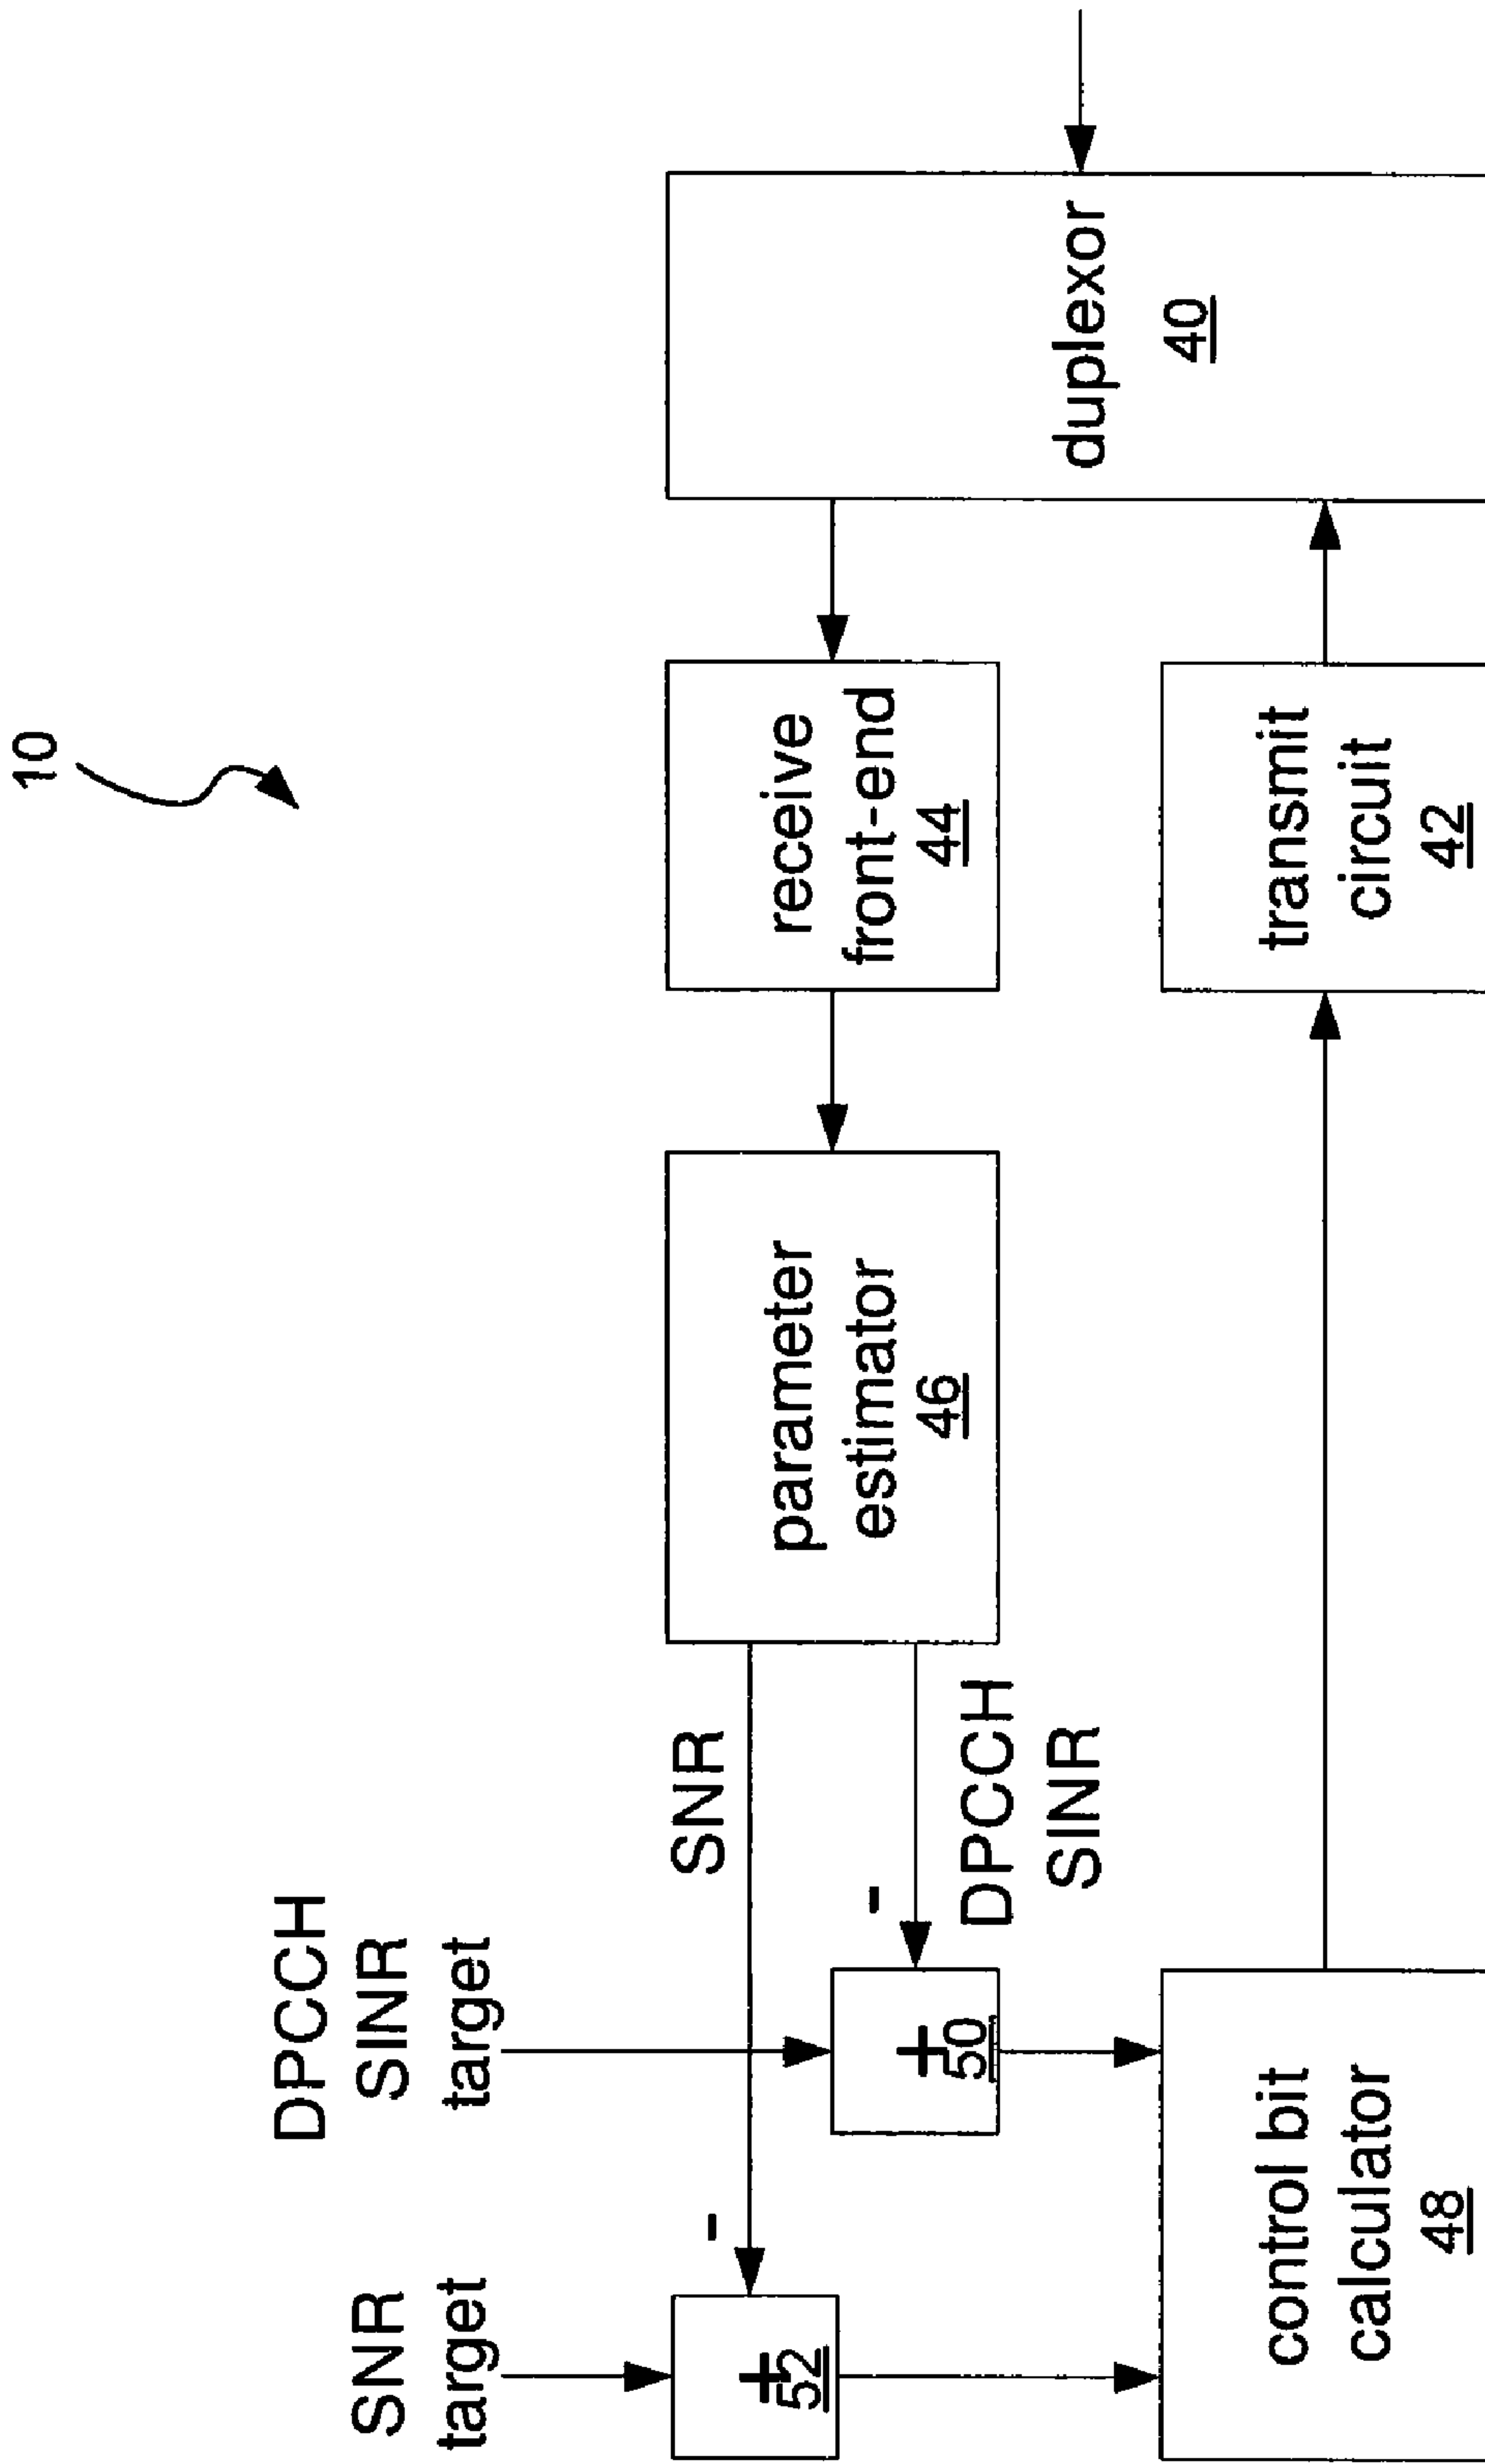 10
SNR
target
DPCCH
SINR
target
-
SNR
+
52
-
+
50
DPCCH
SINR
parameter
estimator
46
receive
front-end
44
duplexor
40
control bit
calculator
48
transmit
circuit
42